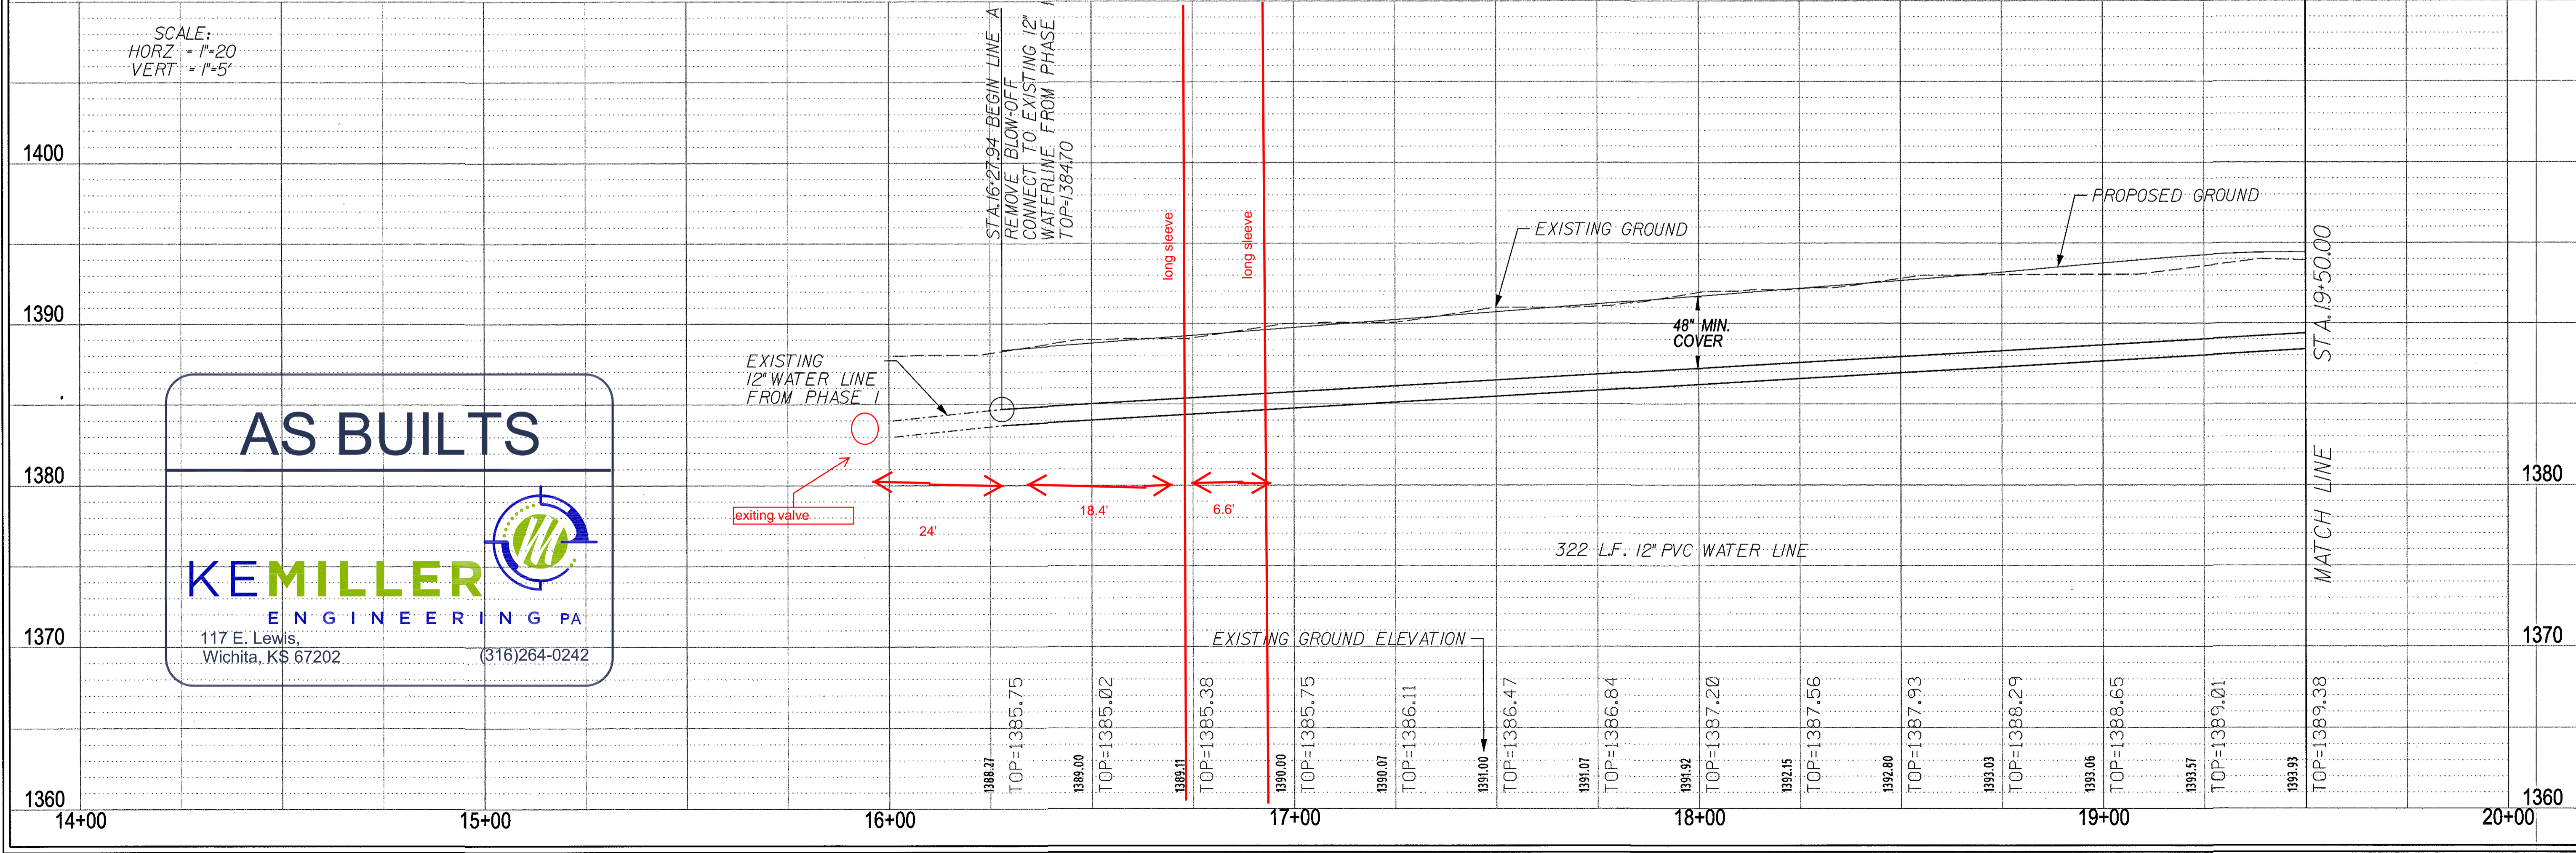 SCALE:
HORZ = 1"=20
VERT = 1"=5'
STA.16+27.94 BEGIN LINE A
REMOVE BLOW-OFF
CONNECT TO EXISTING 12"
WATERLINE FROM PHASE
TOP=1384.70
long sleeve
long sleeve
1400
1390
1380
1370
1360
PROPOSED GROUND
EXISTING GROUND
48" MIN.
COVER
EXISTING
12" WATER LINE
FROM PHASE 1
STA.19+50.00
MATCH LINE
AS BUILTS
KEMILLER
ENGINEERING PA
117 E. Lewis,
Wichita, KS 67202
(316)264-0242
exiting valve
24'
18.4'
6.6'
322 L.F. 12" PVC WATER LINE
EXISTING GROUND ELEVATION
1380
1370
1360
1388.27
TOP=1385.75
1389.00
TOP=1385.02
1389.11
TOP=1385.38
1390.00
TOP=1385.75
1390.07
TOP=1386.11
1391.00
TOP=1386.47
1391.07
TOP=1386.84
1391.92
TOP=1387.20
1392.15
TOP=1387.56
1392.80
TOP=1387.93
1393.03
TOP=1388.29
1393.06
TOP=1388.65
1393.57
TOP=1389.01
1393.93
TOP=1389.38
14+00
15+00
16+00
17+00
18+00
19+00
20+00